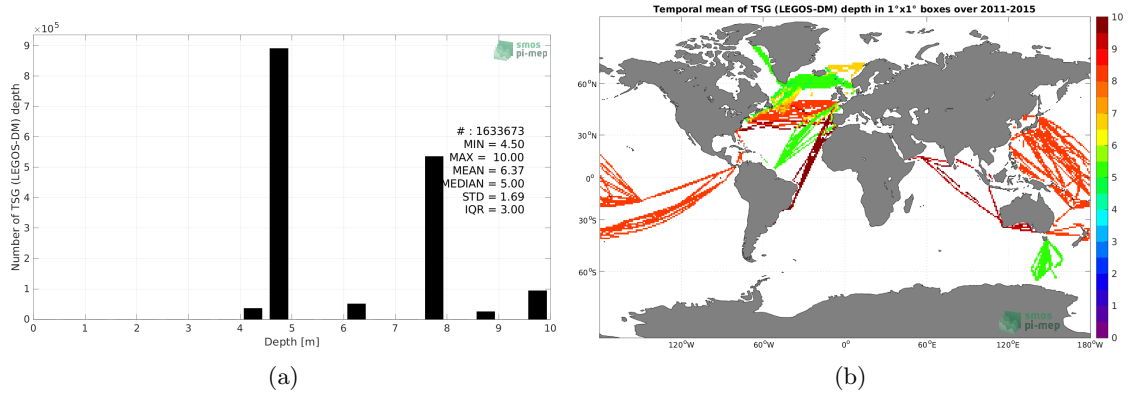 ×10⁵
9
8
7
6
5
4
3
2
1
0
Number of TSG (LEGOS-DM) depth
smos
pi-mep
# : 1633673
MIN = 4.50
MAX = 10.00
MEAN = 6.37
MEDIAN = 5.00
STD = 1.69
IQR = 3.00
0 1 2 3 4 5 6 7 8 9 10
Depth [m]
(a)
Temporal mean of TSG (LEGOS-DM) depth in 1°x1° boxes over 2011-2015
60°N
30°N
0°
30°S
60°S
120°W 60°W 0° 60°E 120°E 180°W
smos
pi-mep
10
9
8
7
6
5
4
3
2
1
0
(b)